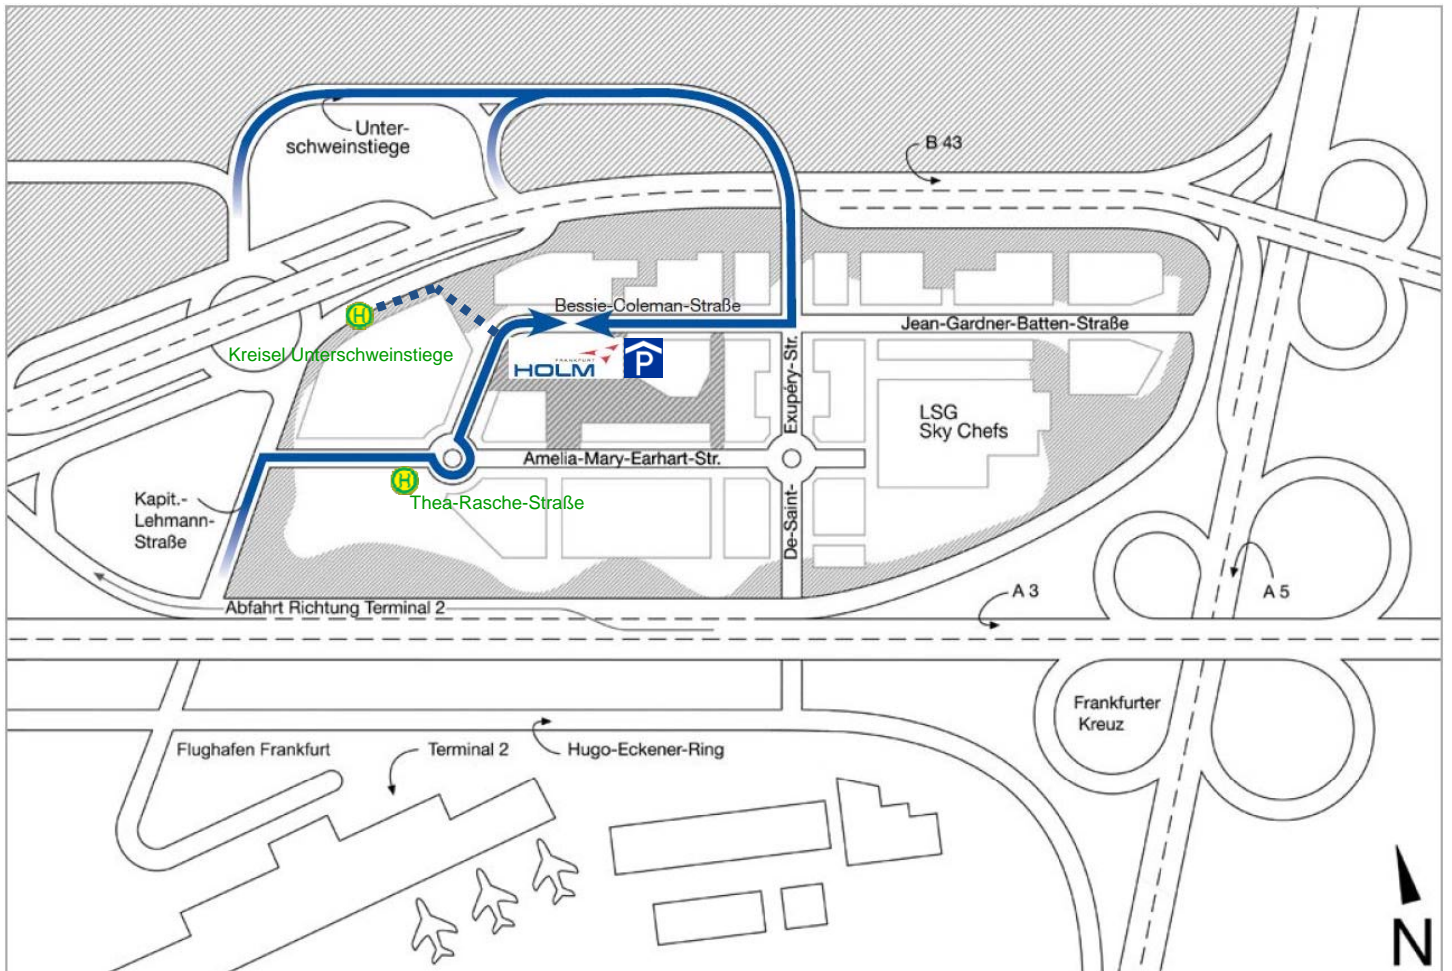 Unter-
schweinstiege
B 43
H
Bessie-Coleman-Straße
Jean-Gardner-Batten-Straße
Kreisel Unterschweinstiege
FRANKFURT
HOLM
P
Exupéry-Str.
LSG
Sky Chefs
Amelia-Mary-Earhart-Str.
H
Thea-Rasche-Straße
Kapit.-
Lehmann-
Straße
De-Saint-
Abfahrt Richtung Terminal 2
A 3
A 5
Frankfurter
Kreuz
Flughafen Frankfurt
Terminal 2
Hugo-Eckener-Ring
N